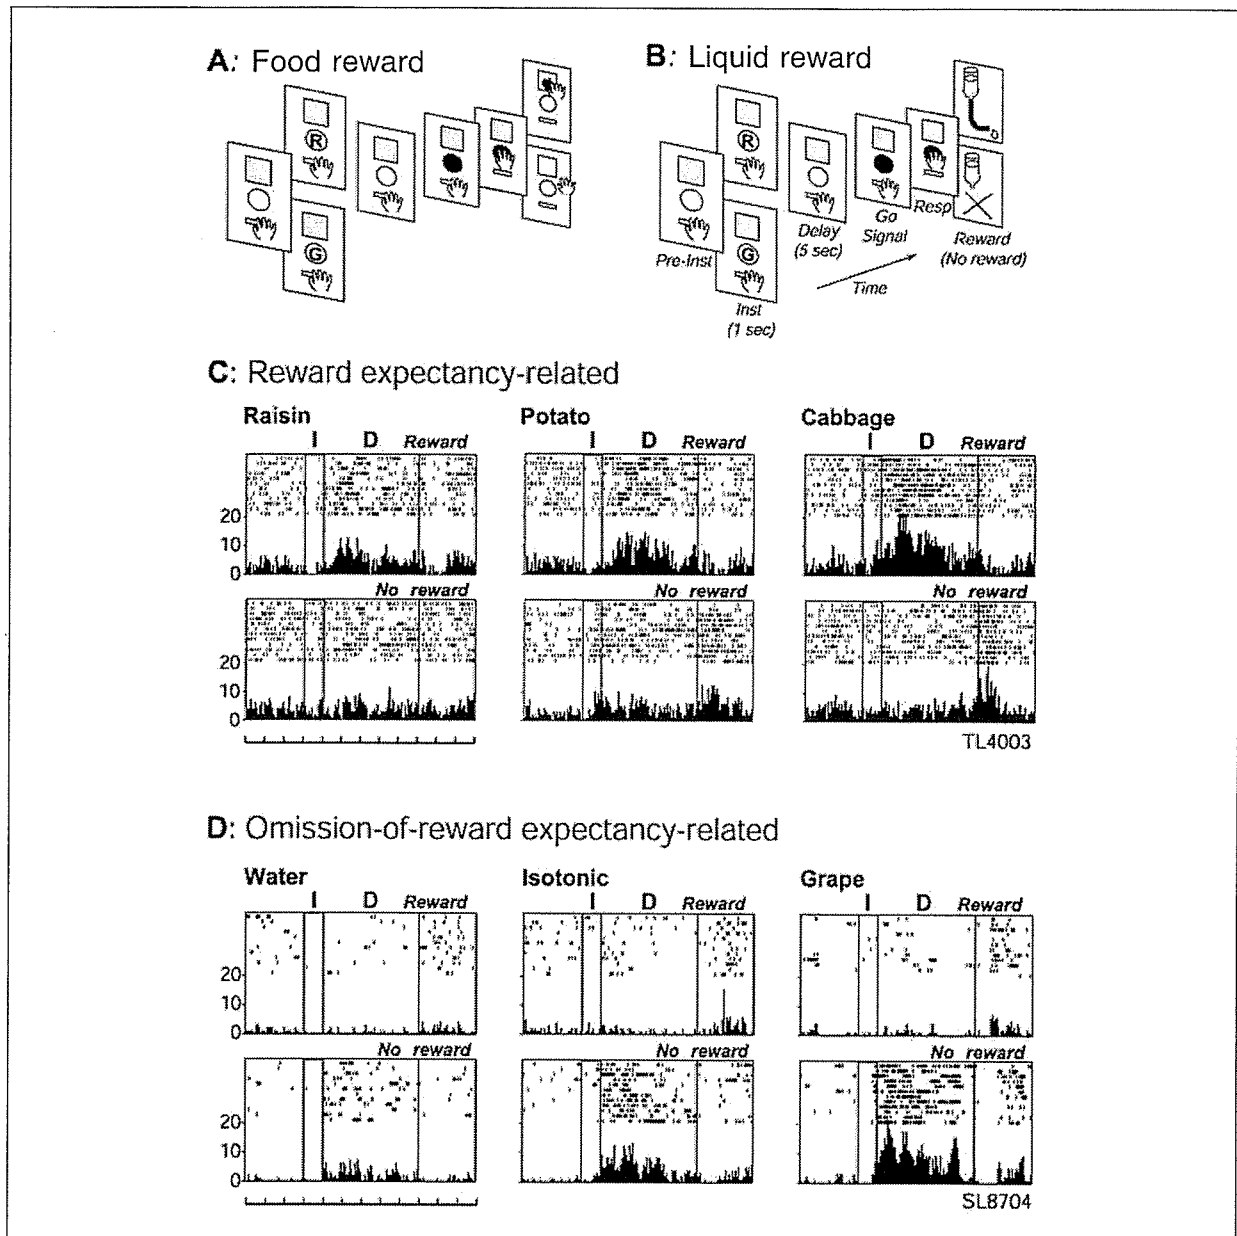 A: Food reward
B: Liquid reward
R
G
R
G
Pre-Inst
Inst
(1 sec)
Delay
(5 sec)
Go
Signal
Resp
Reward
(No reward)
Time
C: Reward expectancy-related
Raisin
Potato
Cabbage
I D Reward
I D Reward
I D Reward
20
10
0
No reward
No reward
No reward
20
10
0
TL4003
D: Omission-of-reward expectancy-related
Water
Isotonic
Grape
I D Reward
I D Reward
I D Reward
20
10
0
No reward
No reward
No reward
20
10
0
SL8704